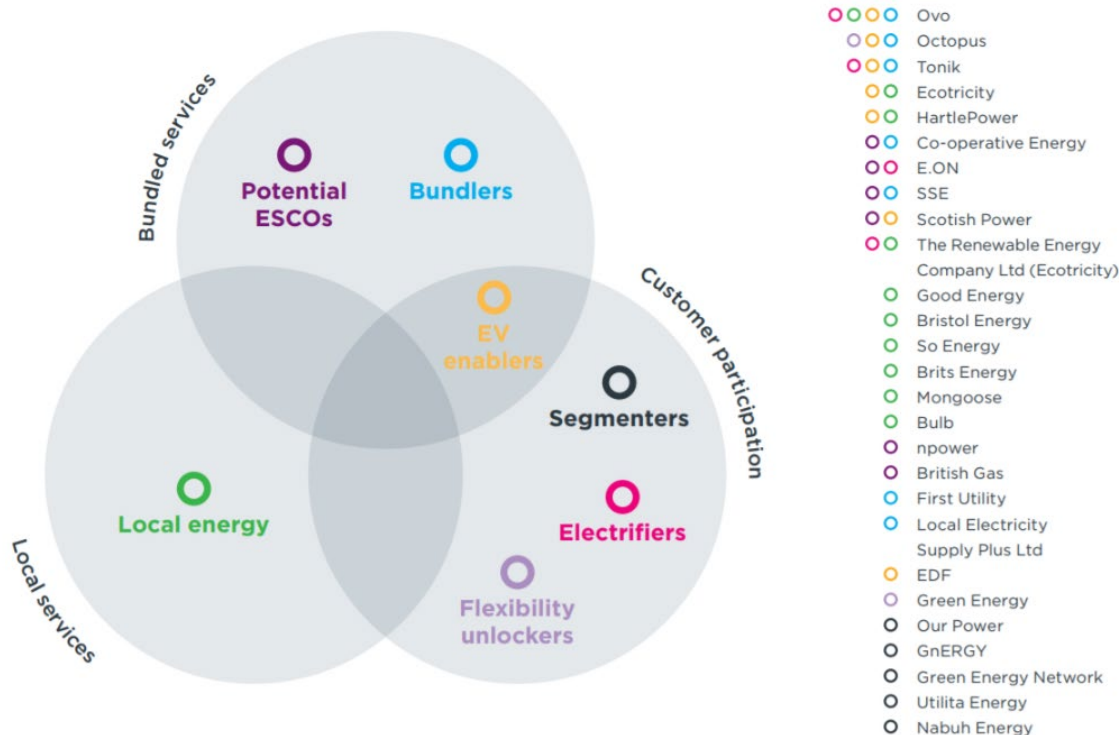 Bundled services
Potential
ESCOs
Bundlers
EV
enablers
Customer participation
Segmenters
Electrifiers
Flexibility
unlockers
Local energy
Local services
Ovo
Octopus
Tonik
Ecotricity
HartlePower
Co-operative Energy
E.ON
SSE
Scotish Power
The Renewable Energy
Company Ltd (Ecotricity)
Good Energy
Bristol Energy
So Energy
Brits Energy
Mongoose
Bulb
npower
British Gas
First Utility
Local Electricity
Supply Plus Ltd
EDF
Green Energy
Our Power
GnERGY
Green Energy Network
Utilita Energy
Nabuh Energy